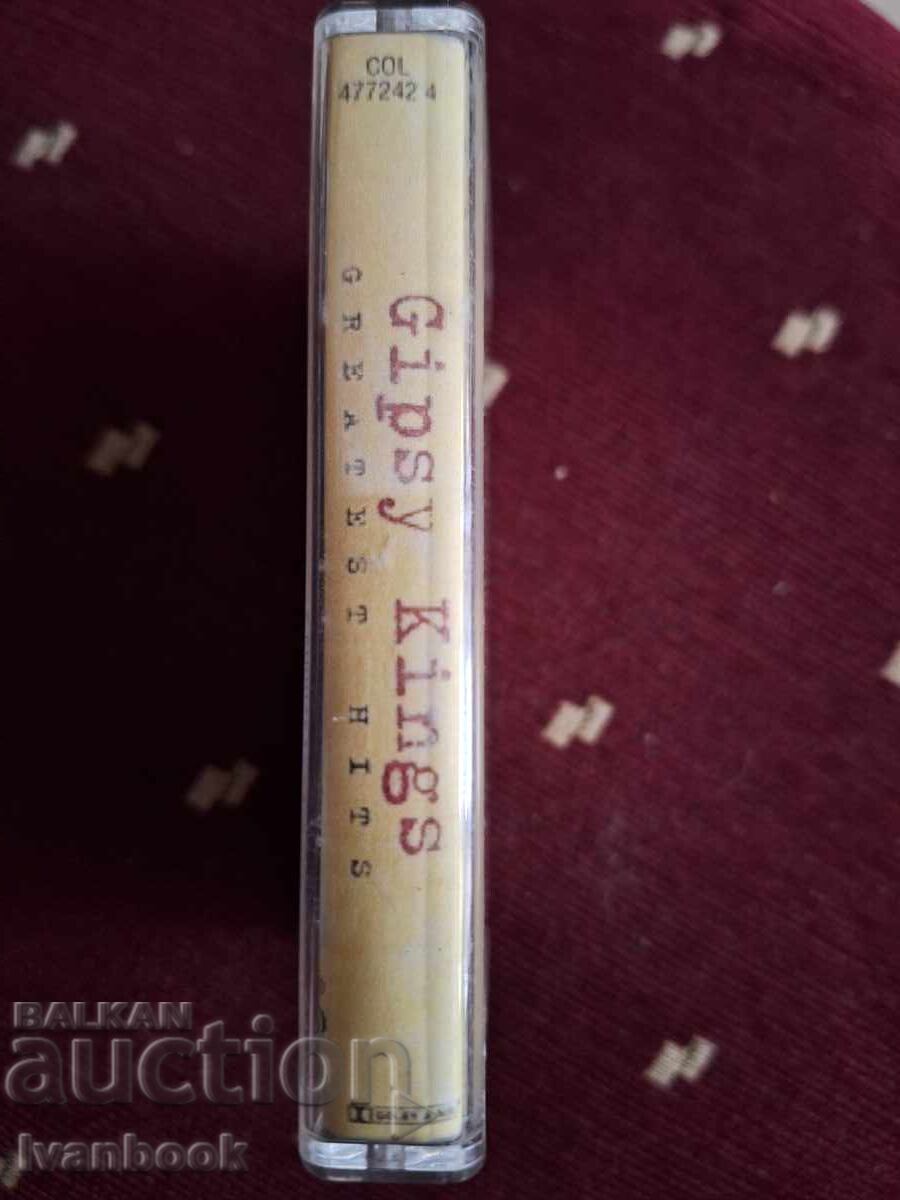 COL
477242 4
Gipsy Kings
GREATEST HITS
BALKAN
auction
Ivanbook